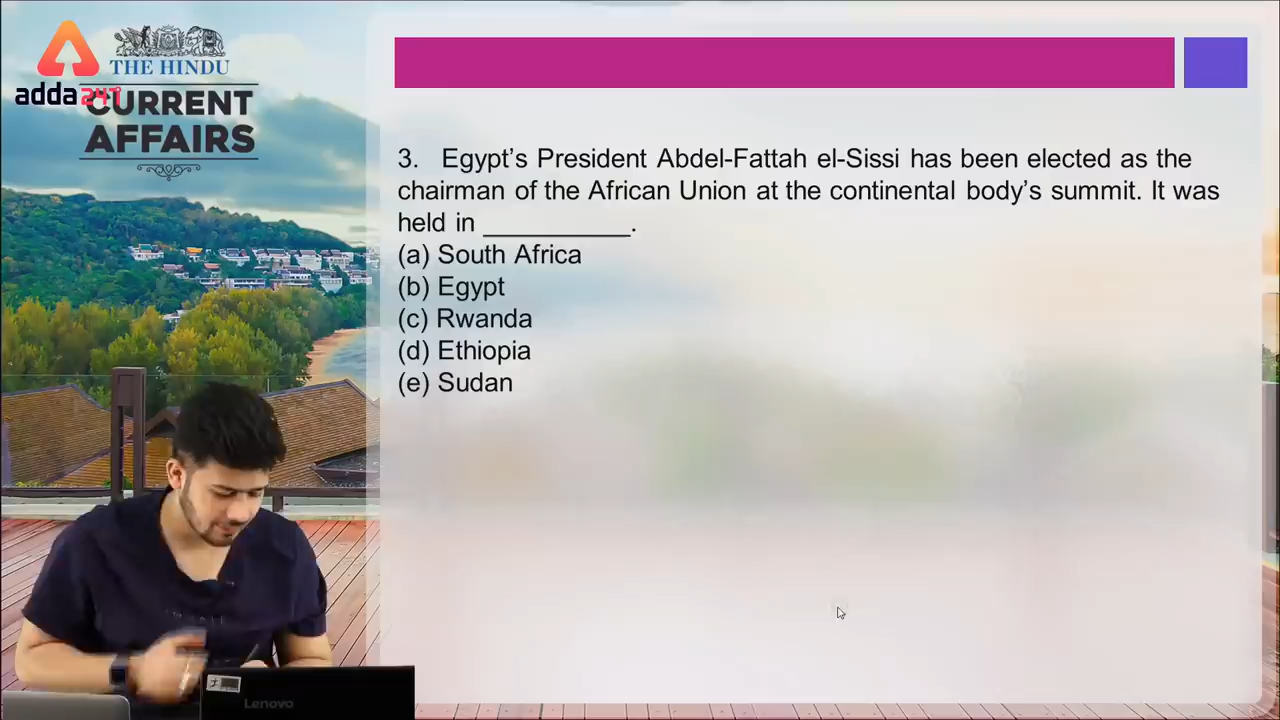 THE HINDU
adda247
CURRENT
AFFAIRS
3. Egypt’s President Abdel-Fattah el-Sissi has been elected as the
chairman of the African Union at the continental body’s summit. It was
held in ___________.
(a) South Africa
(b) Egypt
(c) Rwanda
(d) Ethiopia
(e) Sudan
Lenovo